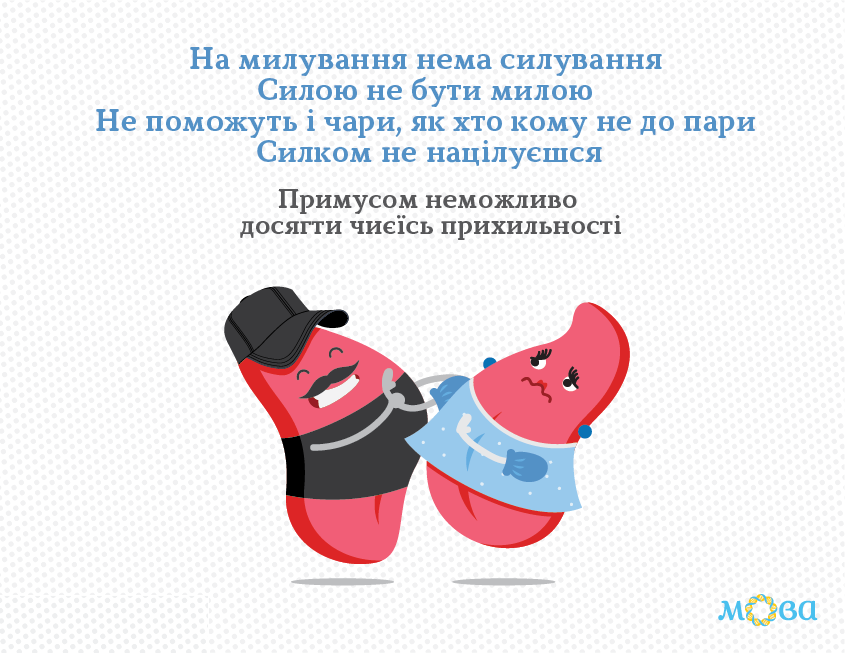 На милування нема силування
Силою не бути милою
Не поможуть і чари, як хто кому не до пари
Силком не націлуєшся
Примусом неможливо
досягти чиєїсь прихильності
мова